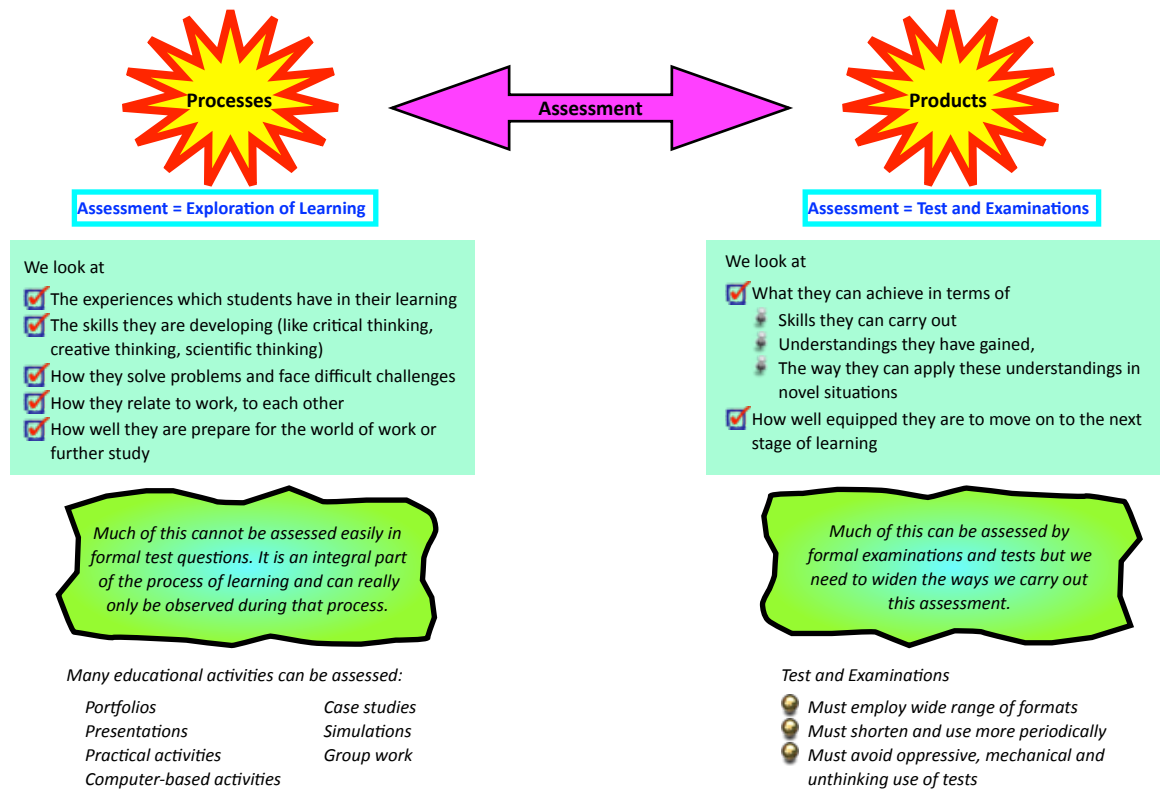 Processes
Assessment
Products
Assessment = Exploration of Learning
Assessment = Test and Examinations
We look at
The experiences which students have in their learning
The skills they are developing (like critical thinking,
creative thinking, scientific thinking)
How they solve problems and face difficult challenges
How they relate to work, to each other
How well they are prepare for the world of work or
further study
We look at
What they can achieve in terms of
Skills they can carry out
Understandings they have gained,
The way they can apply these understandings in
novel situations
How well equipped they are to move on to the next
stage of learning
Much of this cannot be assessed easily in
formal test questions. It is an integral part
of the process of learning and can really
only be observed during that process.
Much of this can be assessed by
formal examinations and tests but we
need to widen the ways we carry out
this assessment.
Many educational activities can be assessed:
Portfolios
Presentations
Practical activities
Computer-based activities
Case studies
Simulations
Group work
Test and Examinations
Must employ wide range of formats
Must shorten and use more periodically
Must avoid oppressive, mechanical and
unthinking use of tests